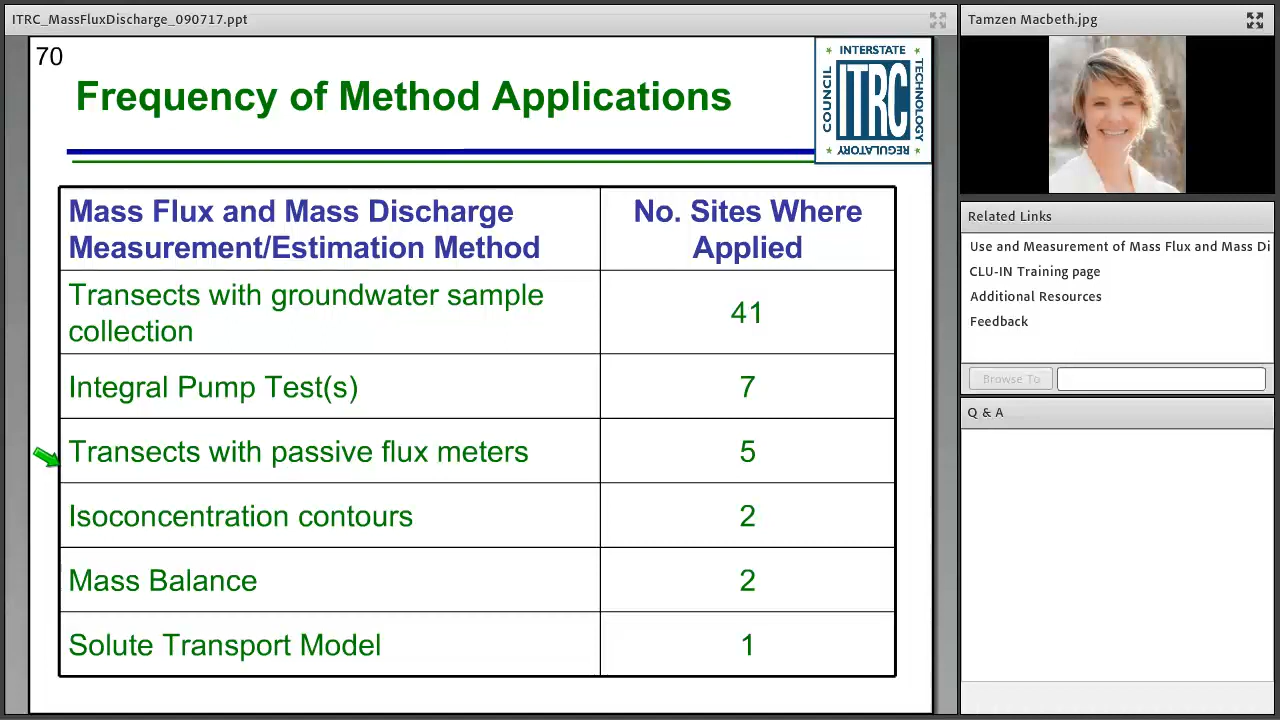 ITRC_MassFluxDischarge_090717.ppt
70
Frequency of Method Applications
INTERSTATE
COUNCIL
ITRC
TECHNOLOGY
REGULATORY
Mass Flux and Mass Discharge
Measurement/Estimation Method
No. Sites Where
Applied
Transects with groundwater sample
collection
41
Integral Pump Test(s)
7
Transects with passive flux meters
5
Isoconcentration contours
2
Mass Balance
2
Solute Transport Model
1
Tamzen Macbeth.jpg
Related Links
Use and Measurement of Mass Flux and Mass Di
CLU-IN Training page
Additional Resources
Feedback
Browse To
Q & A